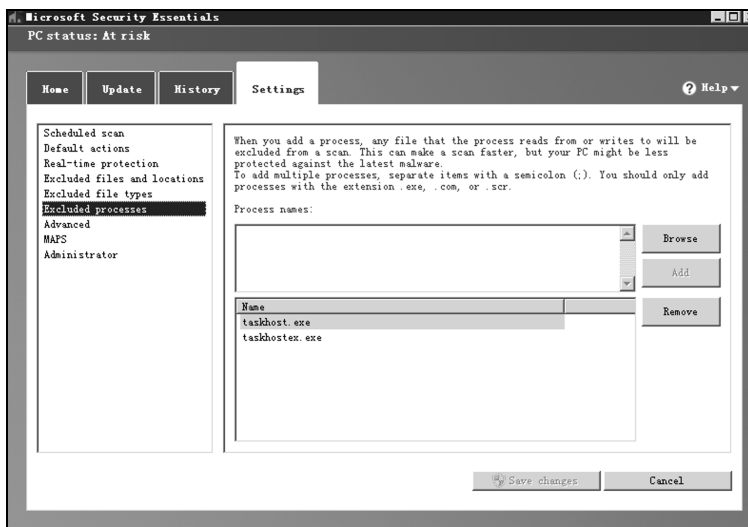 Microsoft Security Essentials
PC status: At risk
Home
Update
History
Settings
Help
Scheduled scan
Default actions
Real-time protection
Excluded files and locations
Excluded file types
Excluded processes
Advanced
MAPS
Administrator
When you add a process, any file that the process reads from or writes to will be
excluded from a scan. This can make a scan faster, but your PC might be less
protected against the latest malware.
To add multiple processes, separate items with a semicolon (;). You should only add
processes with the extension .exe, .com, or .scr.
Process names:
Browse
Add
Name
Remove
taskhost.exe
taskhostex.exe
Save changes
Cancel